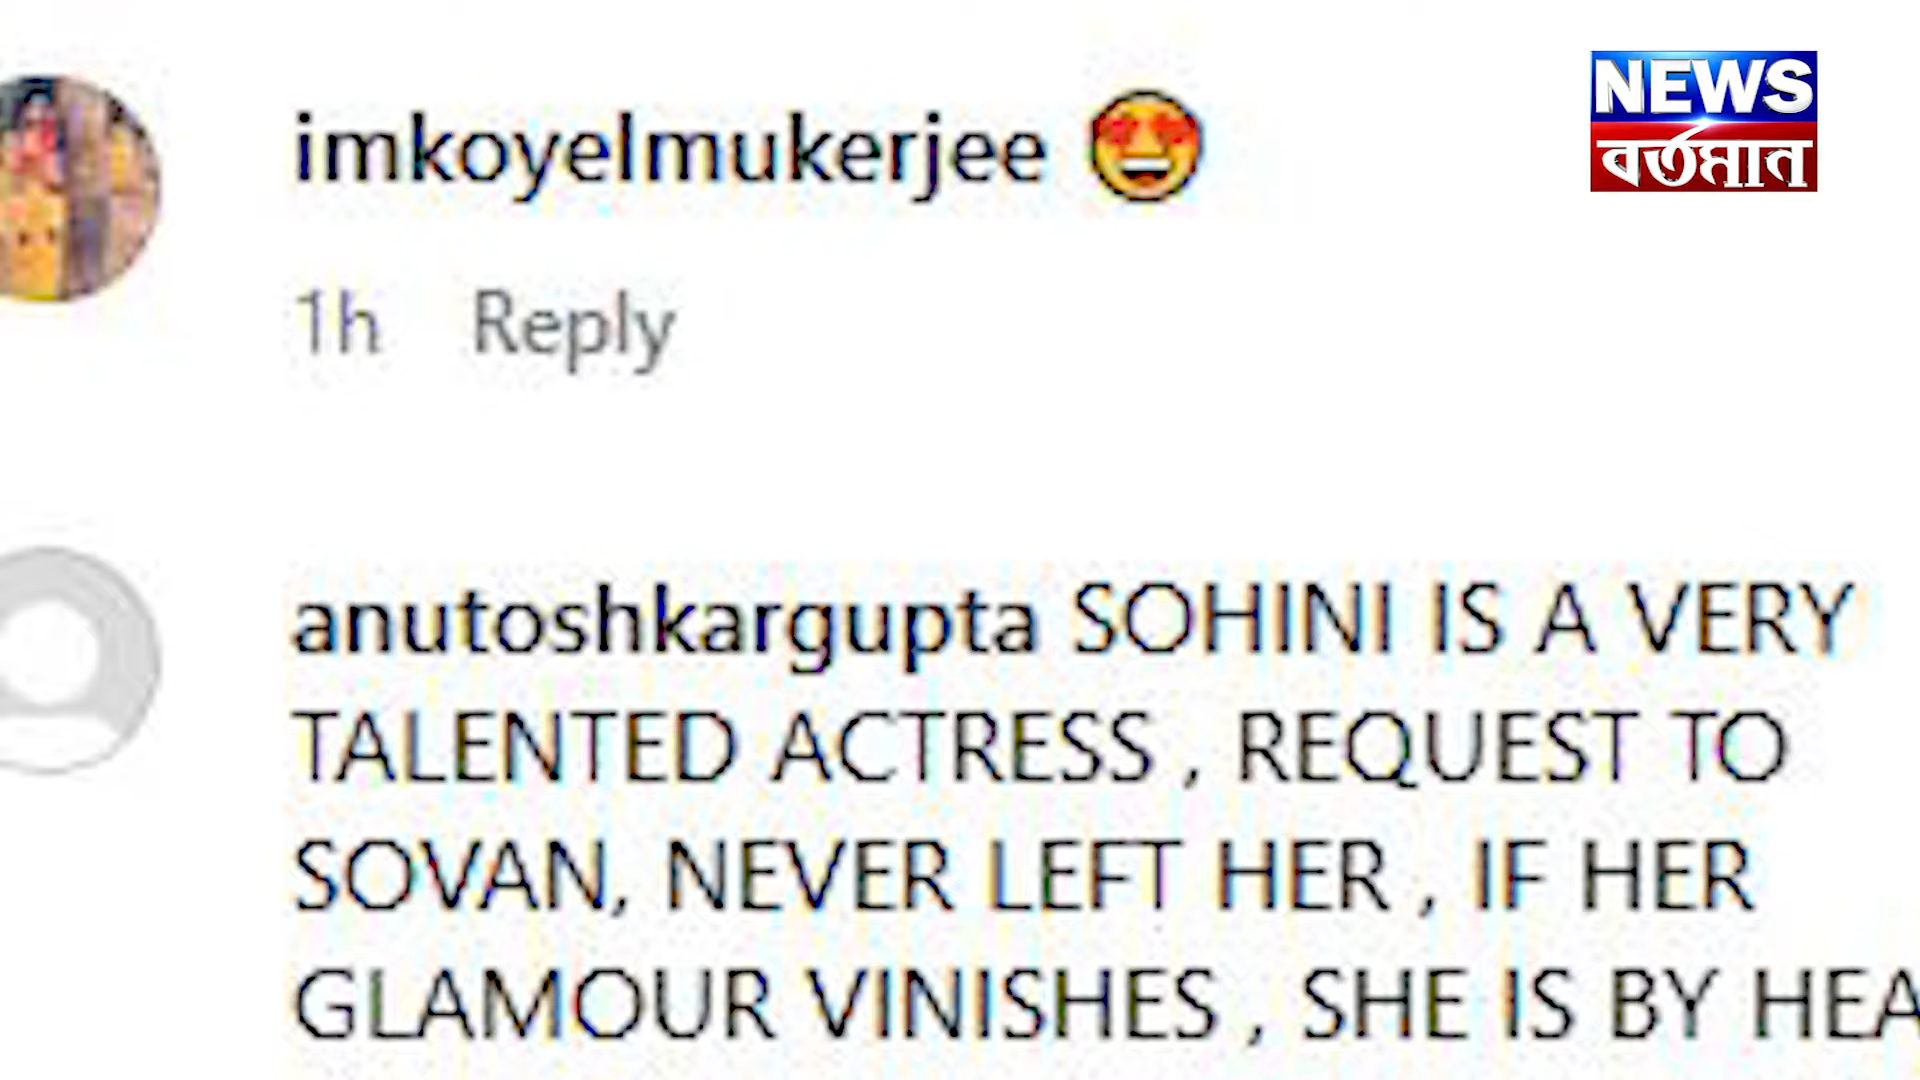 imkoyelmukerjee 😍
NEWS
বর্তমান
1h Reply
anutoshkargupta SOHINI IS A VERY
TALENTED ACTRESS , REQUEST TO
SOVAN, NEVER LEFT HER , IF HER
GLAMOUR VINISHES , SHE IS BY HEA